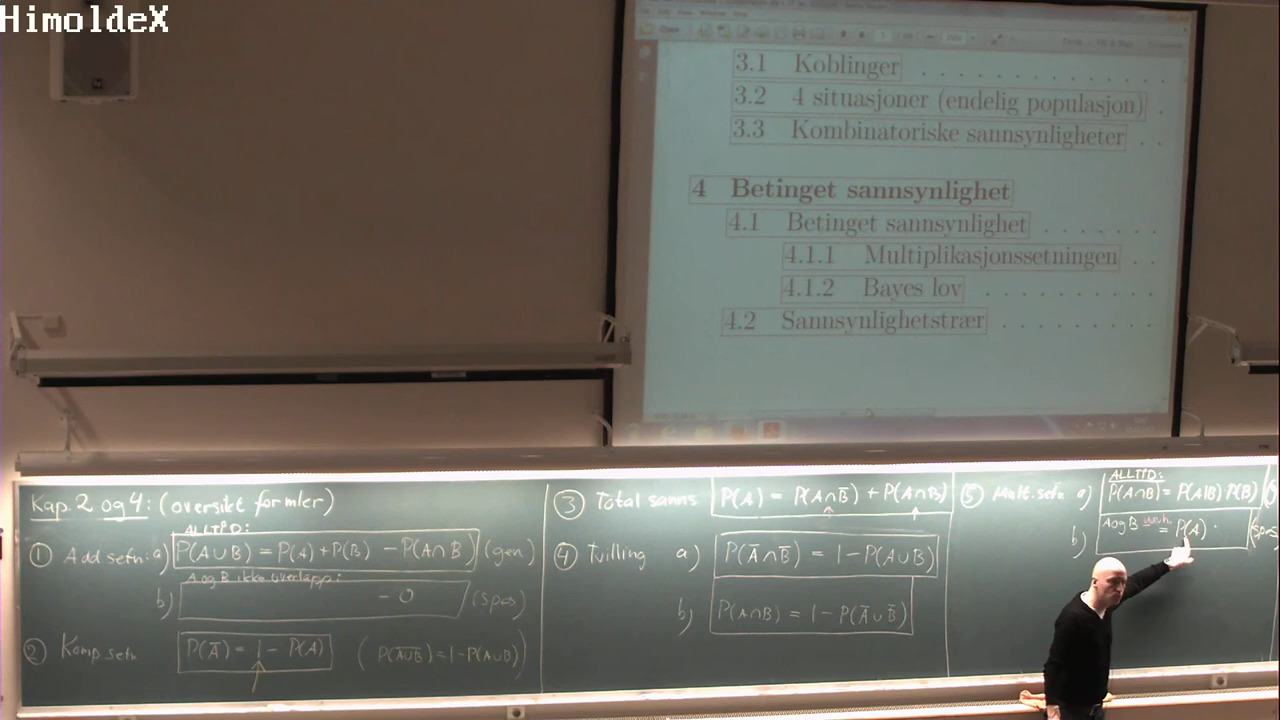 HimoldeX
3.1 Koblinger
3.2 4 situasjoner (endelig populasjon)
3.3 Kombinatoriske sannsynligheter
4 Betinget sannsynlighet
4.1 Betinget sannsynlighet
4.1.1 Multiplikasjonssetningen
4.1.2 Bayes lov
4.2 Sannsynlighetstrær
Kap. 2 og 4: (oversikt formler)
ALLTID:
① Add setn: a) P(A∪B) = P(A) + P(B) - P(A∩B) (gen)
A og B ikke overlapp:
b) - 0 (spes)
② Komp. setn P(A̅) = 1 - P(A) (P(A̅∪̅B̅) = 1 - P(A∪B))
③ Total sanns P(A) = P(A∩B̅) + P(A∩B)
④ Tvilling a) P(A̅∩B̅) = 1 - P(A∪B)
b) P(A∩B) = 1 - P(A̅∪B̅)
ALLTID:
⑤ Mult. setn a) P(A∩B) = P(A|B) P(B)
A og B uavh.
b) = P(A) ·